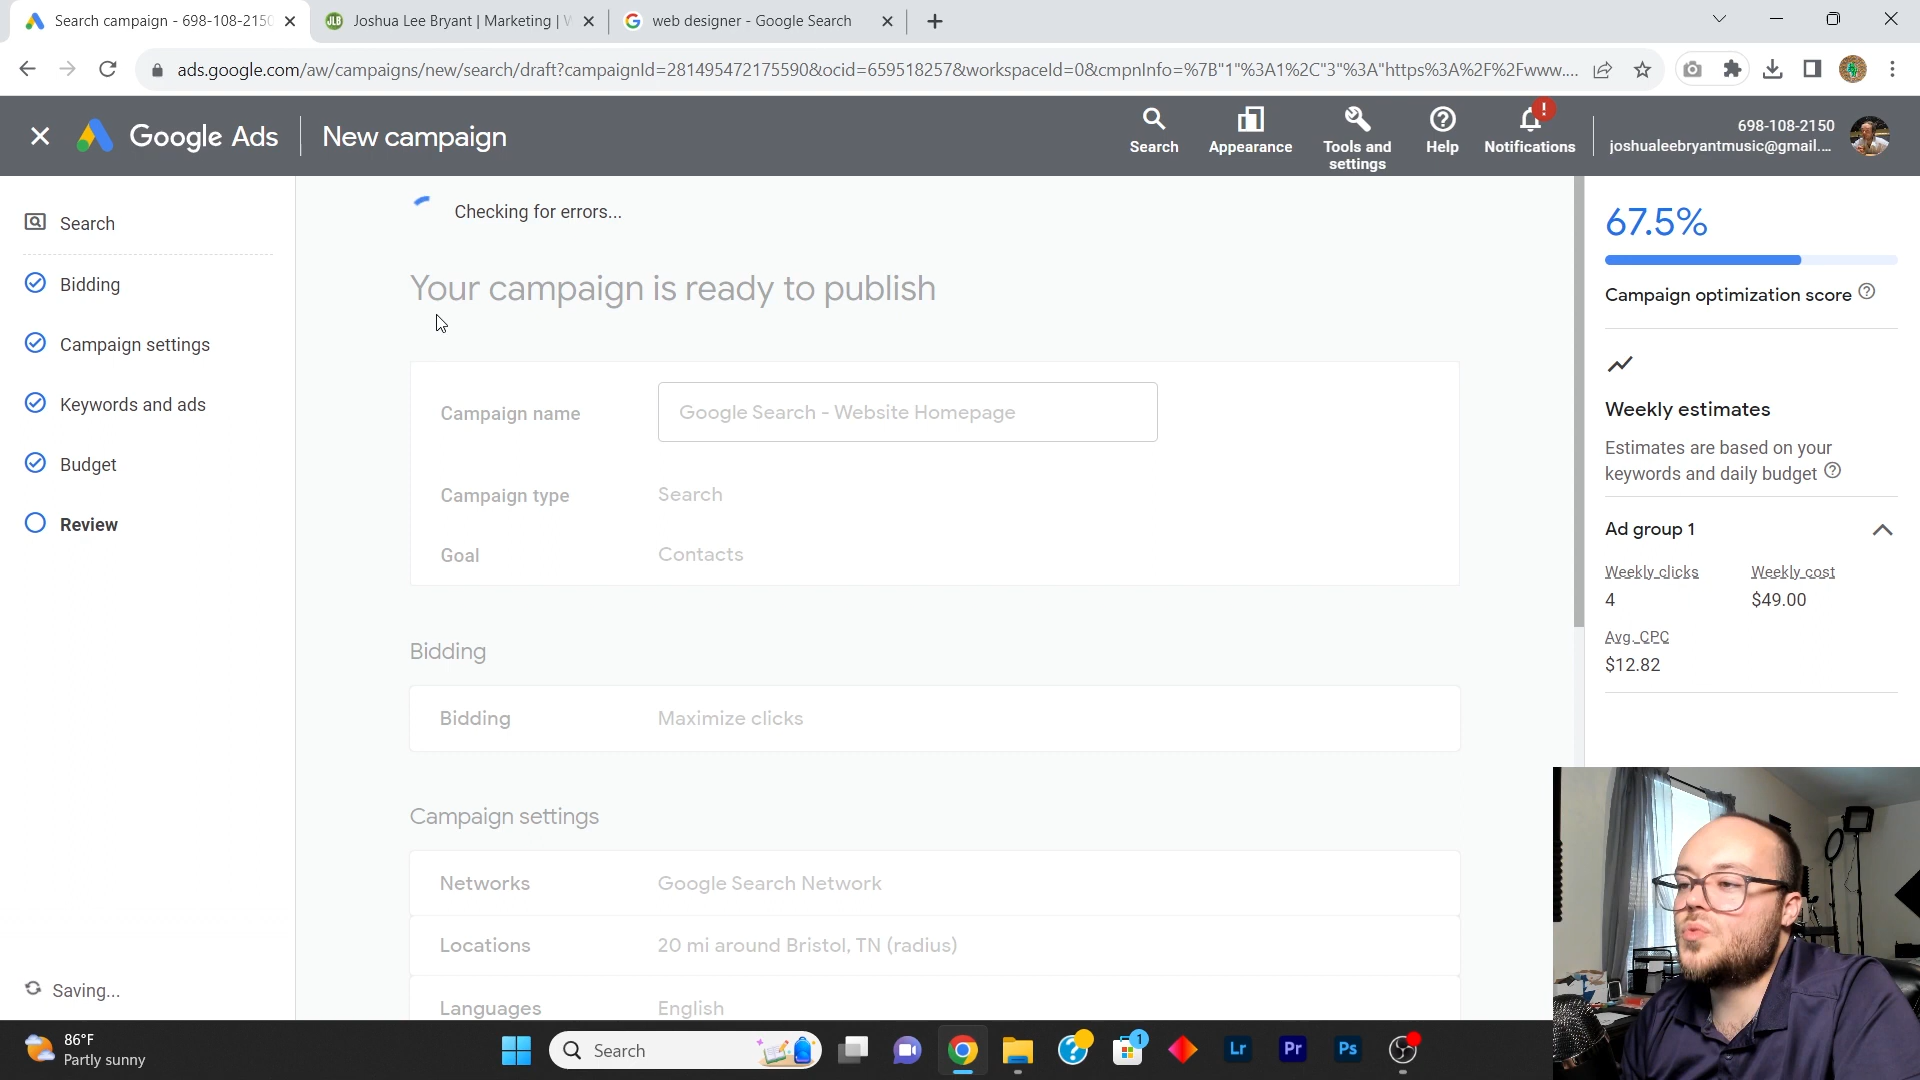 Search campaign - 698-108-2150
Joshua Lee Bryant | Marketing |
web designer - Google Search
ads.google.com/aw/campaigns/new/search/draft?campaignId=281495472175590&ocid=659518257&workspaceId=0&cmpnInfo=%7B"1"%3A1%2C"3"%3A"https%3A%2F%2Fwww....
Google Ads
New campaign
Search
Appearance
Tools and
settings
Help
!
Notifications
698-108-2150
joshualeebryantmusic@gmail....
Search
Bidding
Campaign settings
Keywords and ads
Budget
Review
Saving...
Checking for errors...
Your campaign is ready to publish
Campaign name
Google Search - Website Homepage
Campaign type
Search
Goal
Contacts
Bidding
Bidding
Maximize clicks
Campaign settings
Networks
Google Search Network
Locations
20 mi around Bristol, TN (radius)
Languages
English
67.5%
Campaign optimization score
Weekly estimates
Estimates are based on your
keywords and daily budget
Ad group 1
Weekly clicks
Weekly cost
4
$49.00
Avg. CPC
$12.82
86°F
Partly sunny
Search
1
Lr
Pr
Ps